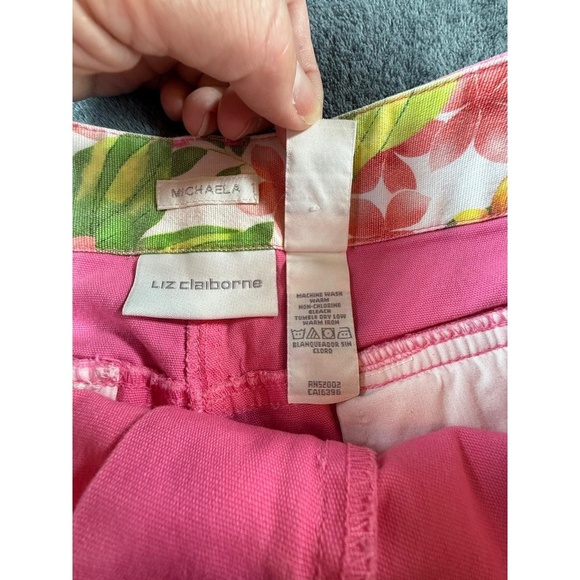 MICHAELA
LIZ claiborne
MACHINE WASH
WARM
NON-CHLORINE
BLEACH
TUMBLE DRY LOW
WARM IRON
BLANQUEADOR SIN
CLORO
RN52002
CA16396